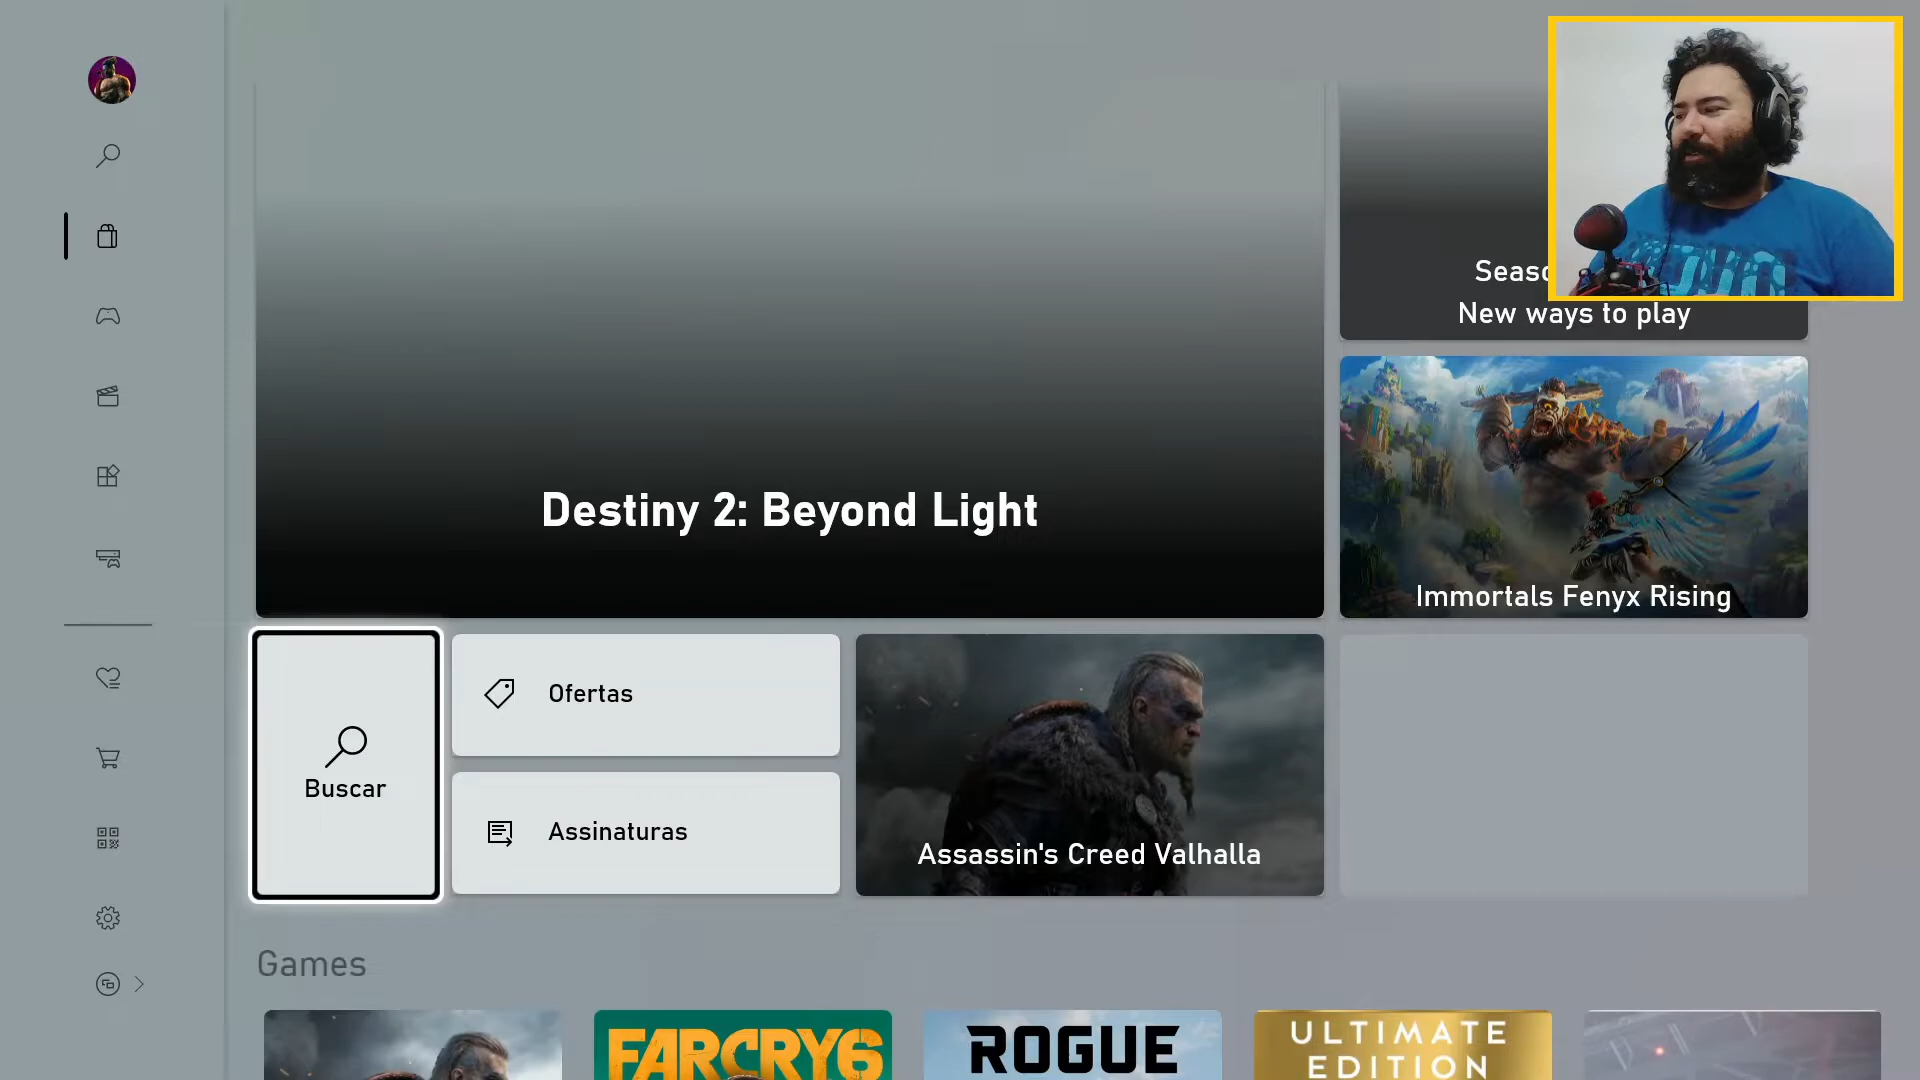 New ways to play
Destiny 2: Beyond Light
Immortals Fenyx Rising
Buscar
Ofertas
Assinaturas
Assassin's Creed Valhalla
Games
FARCRY6
ROGUE
ULTIMATE
EDITION